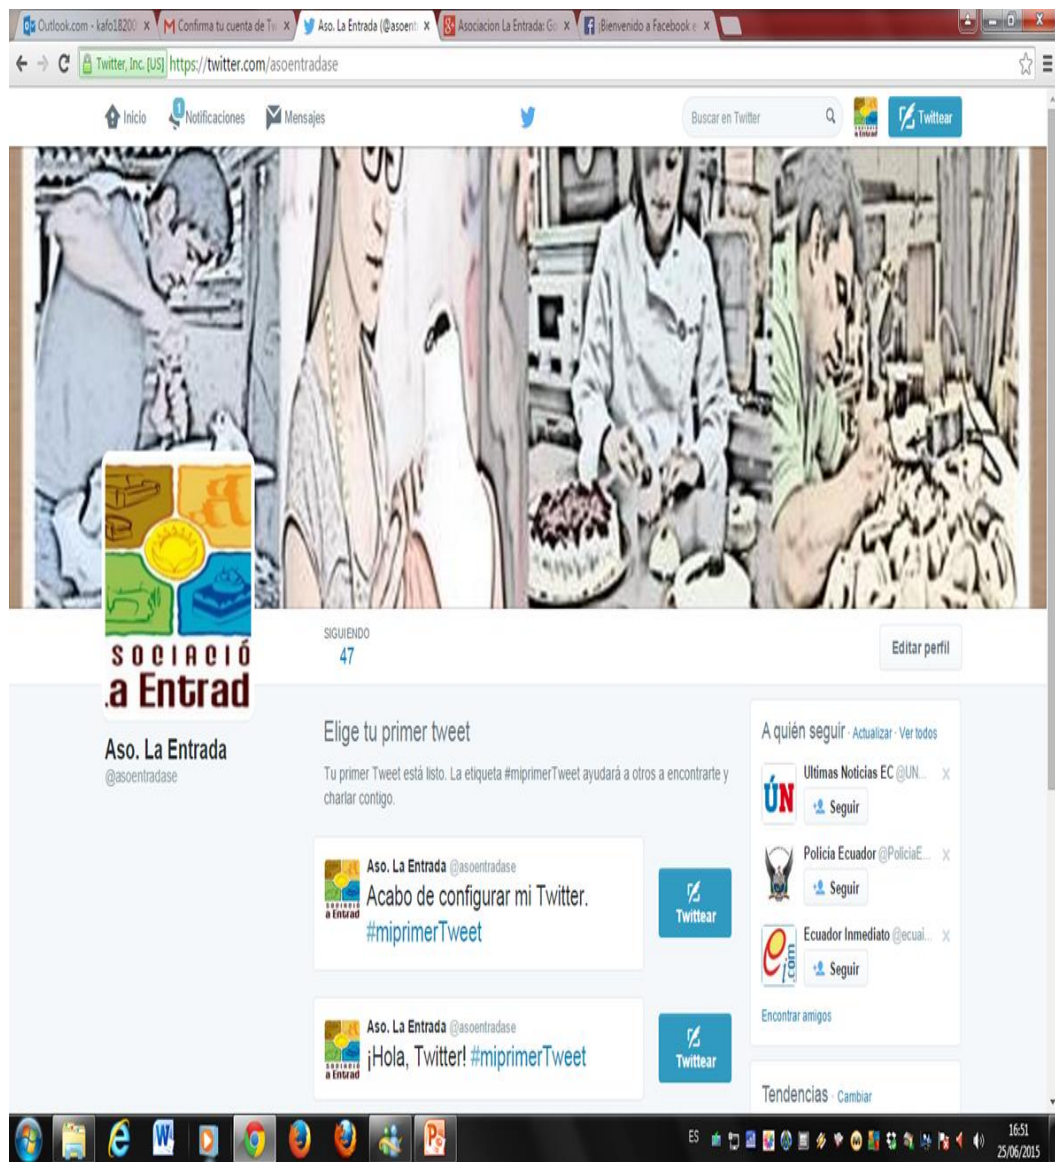 Outlook.com - kafo18200
Confirma tu cuenta de Tw
Aso. La Entrada (@asoent
Asociacion La Entrada: Go
¡Bienvenido a Facebook e
Twitter, Inc. [US] https://twitter.com/asoentradase
Inicio
1
Notificaciones
Mensajes
Buscar en Twitter
Twittear
SOCIACIÓ
.a Entrad
SIGUIENDO
47
Editar perfil
Aso. La Entrada
@asoentradase
Elige tu primer tweet
Tu primer Tweet está listo. La etiqueta #miprimerTweet ayudará a otros a encontrarte y
charlar contigo.
Aso. La Entrada @asoentradase
Acabo de configurar mi Twitter.
#miprimerTweet
Twittear
Aso. La Entrada @asoentradase
¡Hola, Twitter! #miprimerTweet
Twittear
A quién seguir · Actualizar · Ver todos
ÚN
Ultimas Noticias EC @UN...
Seguir
Policia Ecuador @PoliciaE...
Seguir
Ecuador Inmediato @ecuai...
Seguir
Encontrar amigos
Tendencias · Cambiar
ES
16:51
25/06/2015